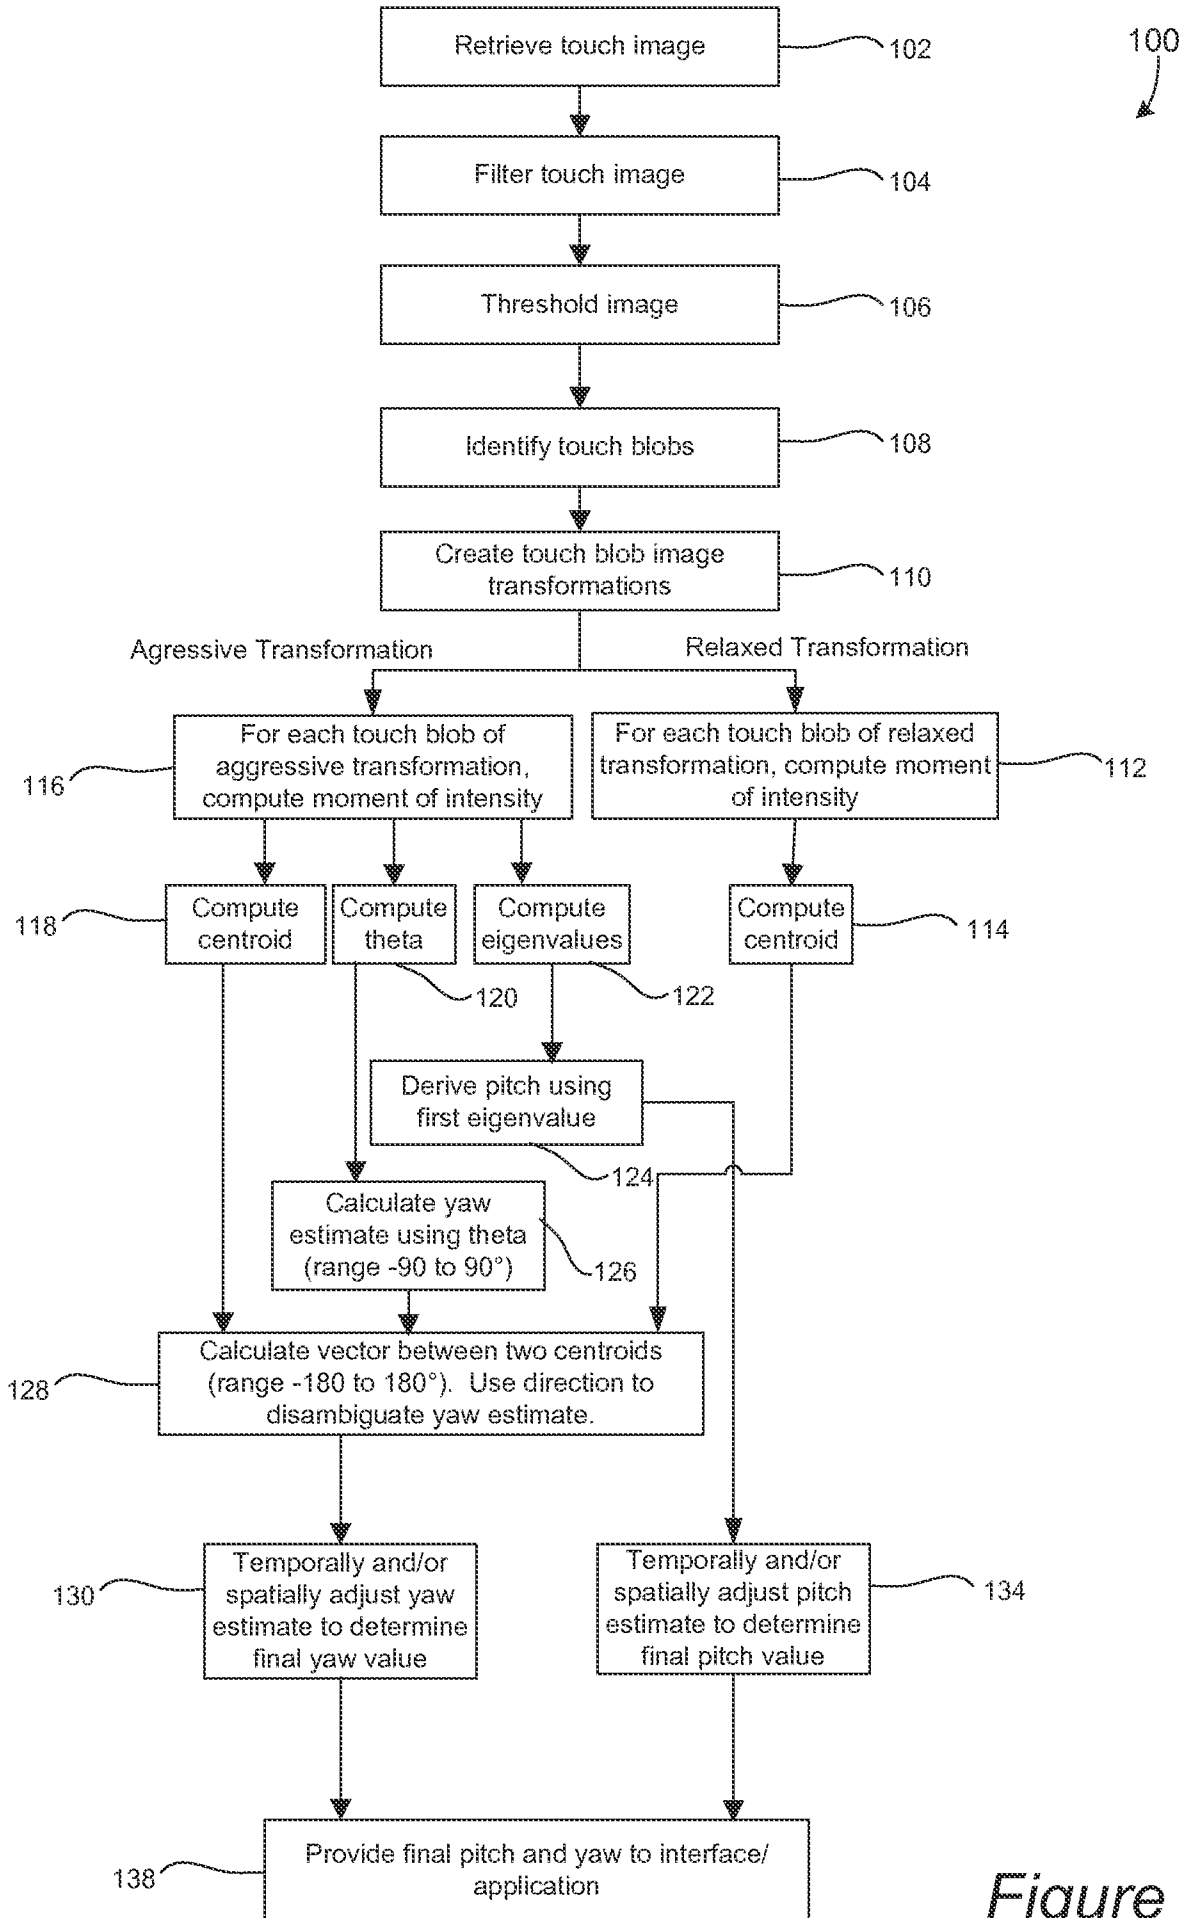 Retrieve touch image
102
100
Filter touch image
104
Threshold image
106
Identify touch blobs
108
Create touch blob image
transformations
110
Agressive Transformation
Relaxed Transformation
For each touch blob of
aggressive transformation,
compute moment of intensity
116
For each touch blob of relaxed
transformation, compute moment
of intensity
112
Compute
centroid
118
Compute
theta
120
Compute
eigenvalues
122
Compute
centroid
114
Derive pitch using
first eigenvalue
124
Calculate yaw
estimate using theta
(range -90 to 90°)
126
Calculate vector between two centroids
(range -180 to 180°). Use direction to
disambiguate yaw estimate.
128
Temporally and/or
spatially adjust yaw
estimate to determine
final yaw value
130
Temporally and/or
spatially adjust pitch
estimate to determine
final pitch value
134
Provide final pitch and yaw to interface/
application
138
Figure